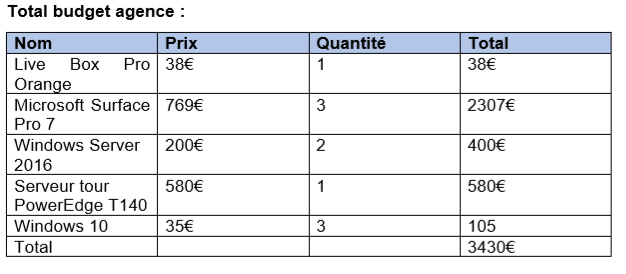 Total budget agence :
Nom Prix Quantité Total
Live Box Pro 38€ 1 38€
Orange
Microsoft Surface 769€ 3 2307€
Pro 7
Windows Server 200€ 2 400€
2016
Serveur tour 580€ 1 580€
PowerEdge T140
Windows 10 35€ 3 105
Total 3430€